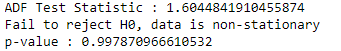 ADF Test Statistic : 1.6044841910455874
Fail to reject H0, data is non-stationary
p-value : 0.997870966610532